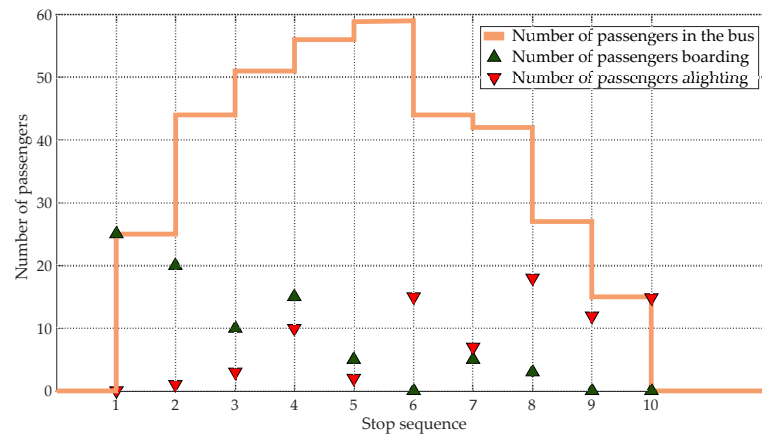 60
50
40
30
20
10
0
Number of passengers
Number of passengers in the bus
Number of passengers boarding
Number of passengers alighting
1 2 3 4 5 6 7 8 9 10
Stop sequence